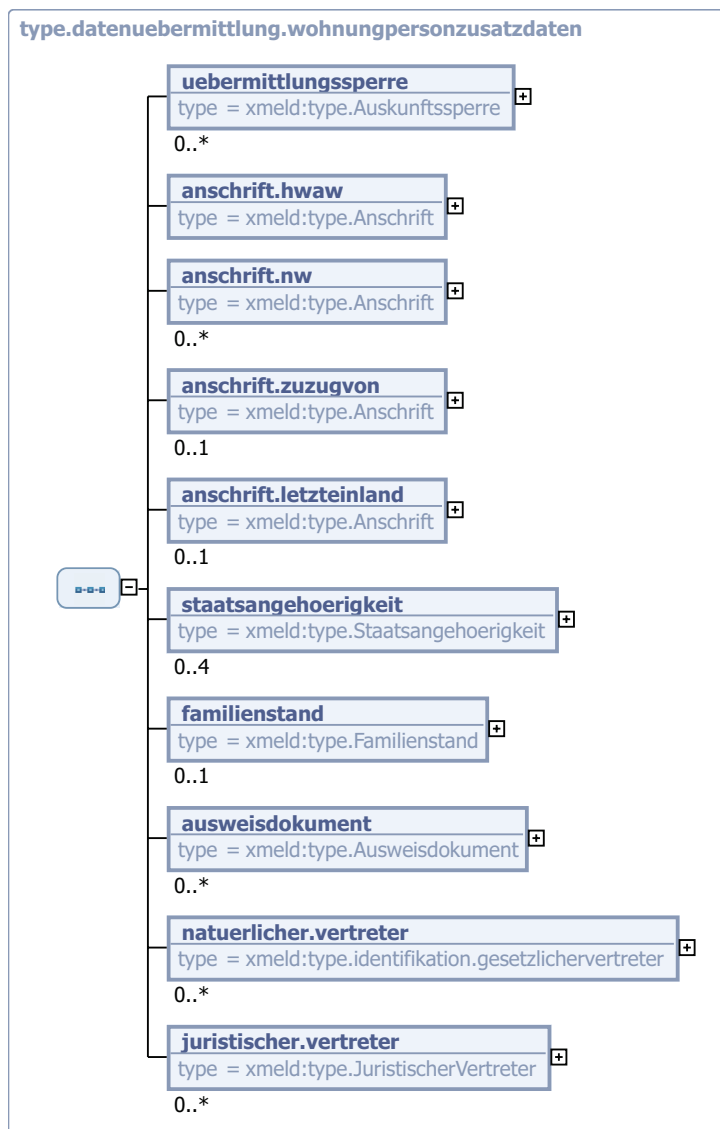 type.datenuebermittlung.wohnungpersonzusatzdaten
uebermittlungssperre
type = xmeld:type.Auskunftssperre
0..*
anschrift.hwaw
type = xmeld:type.Anschrift
anschrift.nw
type = xmeld:type.Anschrift
0..*
anschrift.zuzugvon
type = xmeld:type.Anschrift
0..1
anschrift.letzteinland
type = xmeld:type.Anschrift
0..1
staatsangehoerigkeit
type = xmeld:type.Staatsangehoerigkeit
0..4
familienstand
type = xmeld:type.Familienstand
0..1
ausweisdokument
type = xmeld:type.Ausweisdokument
0..*
natuerlicher.vertreter
type = xmeld:type.identifikation.gesetzlichervertreter
0..*
juristischer.vertreter
type = xmeld:type.JuristischerVertreter
0..*